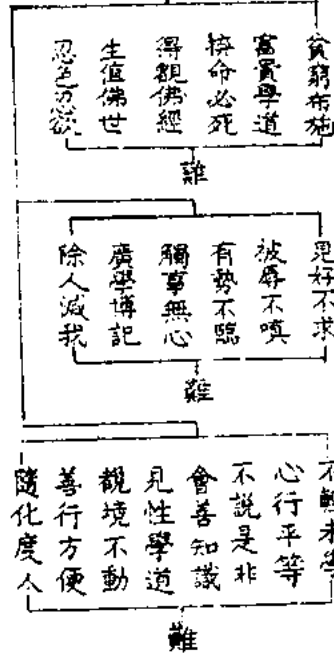 貧窮布施
富貴學道
拚命必死
得觀佛經
生值佛世
忍色忍欲
難
見好不求
被辱不嗔
有勢不臨
觸事無心
廣學博記
除人滅我
難
不輕未學
心行平等
不說是非
會善知識
見性學道
觀境不動
善行方便
隨化度人
難